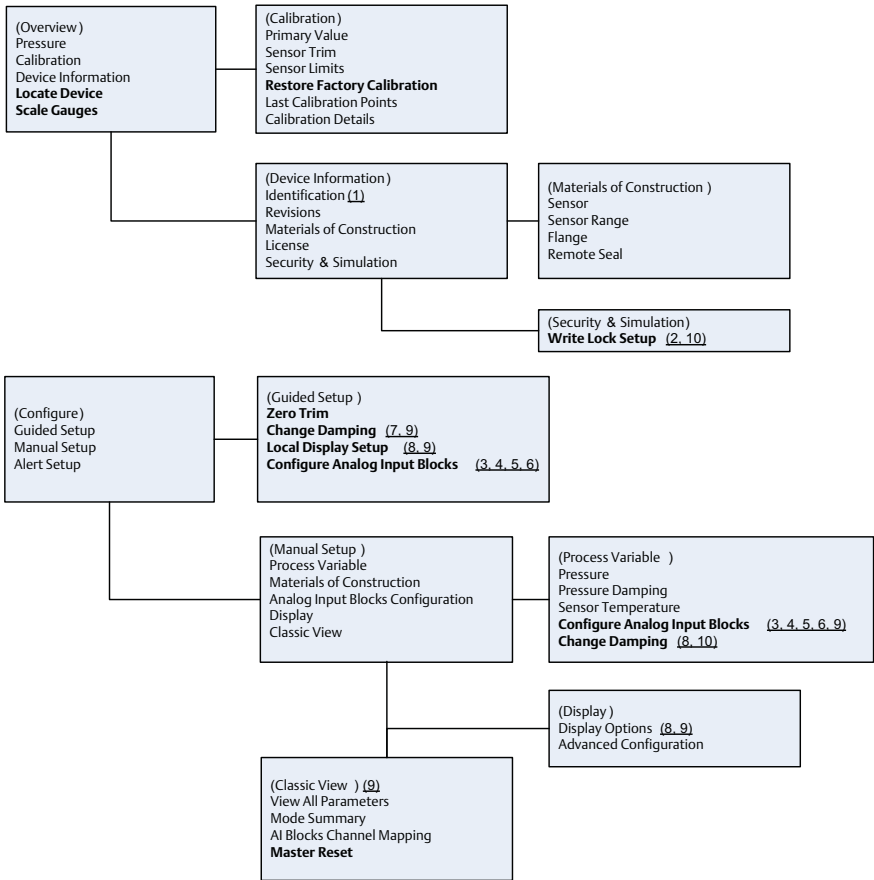 (Overview)
Pressure
Calibration
Device Information
Locate Device
Scale Gauges
(Calibration)
Primary Value
Sensor Trim
Sensor Limits
Restore Factory Calibration
Last Calibration Points
Calibration Details
(Device Information)
Identification (1)
Revisions
Materials of Construction
License
Security & Simulation
(Materials of Construction )
Sensor
Sensor Range
Flange
Remote Seal
(Security & Simulation)
Write Lock Setup (2, 10)
(Configure)
Guided Setup
Manual Setup
Alert Setup
(Guided Setup )
Zero Trim
Change Damping (7, 9)
Local Display Setup (8, 9)
Configure Analog Input Blocks (3, 4, 5, 6)
(Manual Setup )
Process Variable
Materials of Construction
Analog Input Blocks Configuration
Display
Classic View
(Process Variable )
Pressure
Pressure Damping
Sensor Temperature
Configure Analog Input Blocks (3, 4, 5, 6, 9)
Change Damping (8, 10)
(Display )
Display Options (8, 9)
Advanced Configuration
(Classic View ) (9)
View All Parameters
Mode Summary
AI Blocks Channel Mapping
Master Reset